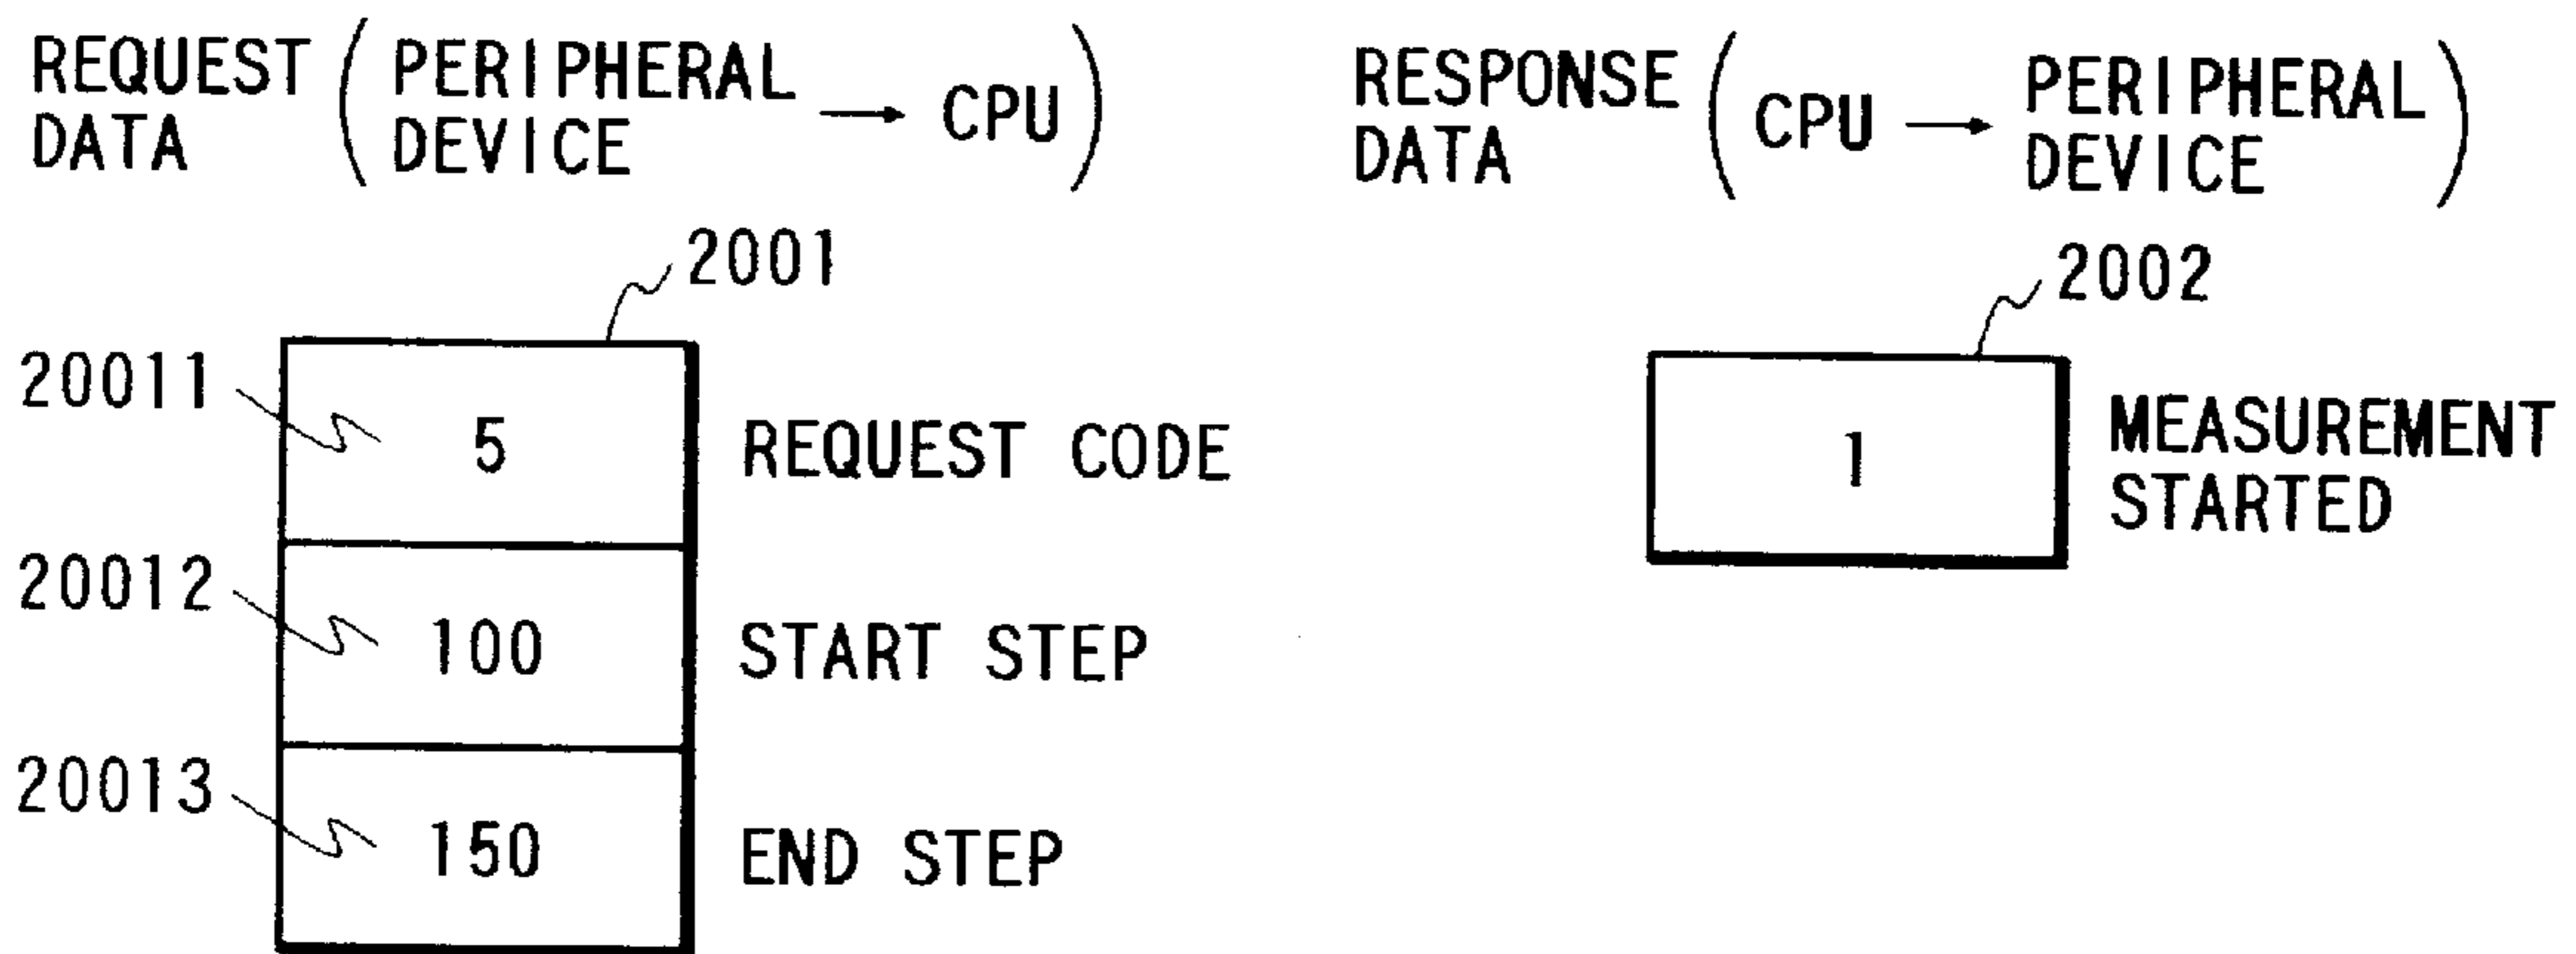 REQUEST DATA ( PERIPHERAL DEVICE → CPU )
2001
20011
5
REQUEST CODE
20012
100
START STEP
20013
150
END STEP
RESPONSE DATA ( CPU → PERIPHERAL DEVICE )
2002
1
MEASUREMENT
STARTED